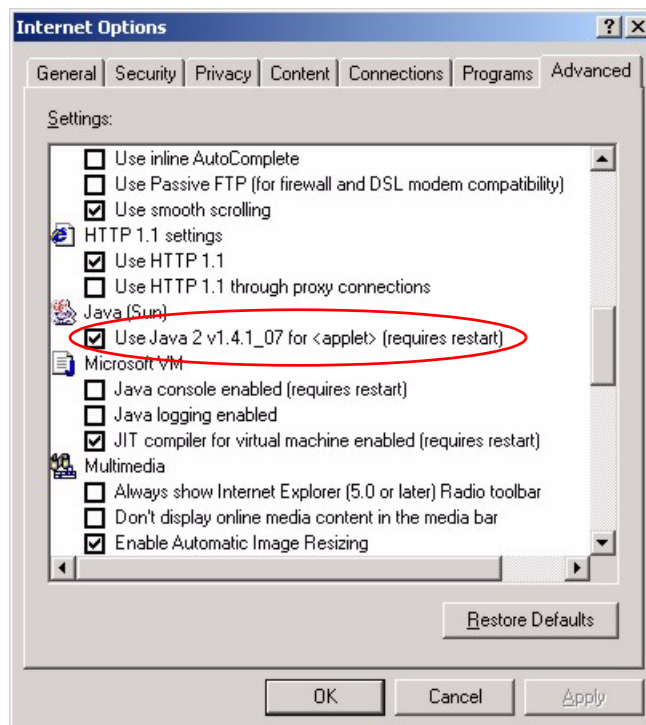 Internet Options
General Security Privacy Content Connections Programs Advanced
Settings:
Use inline AutoComplete
Use Passive FTP (for firewall and DSL modem compatibility)
Use smooth scrolling
HTTP 1.1 settings
Use HTTP 1.1
Use HTTP 1.1 through proxy connections
Java (Sun)
Use Java 2 v1.4.1_07 for <applet> (requires restart)
Microsoft VM
Java console enabled (requires restart)
Java logging enabled
JIT compiler for virtual machine enabled (requires restart)
Multimedia
Always show Internet Explorer (5.0 or later) Radio toolbar
Don't display online media content in the media bar
Enable Automatic Image Resizing
Restore Defaults
OK Cancel Apply